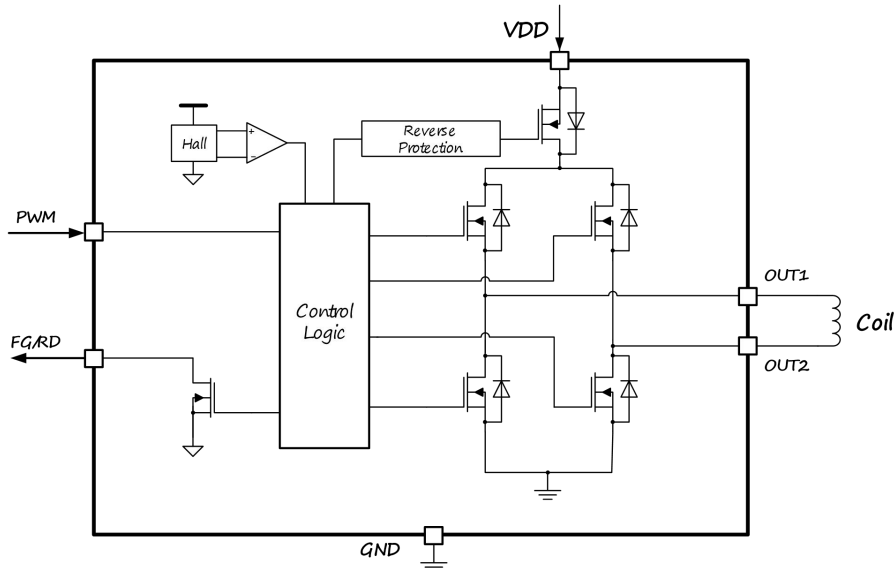 VDD
Hall
+
−
Reverse
Protection
PWM
OUT1
Control
Logic
Coil
FG/RD
OUT2
GND